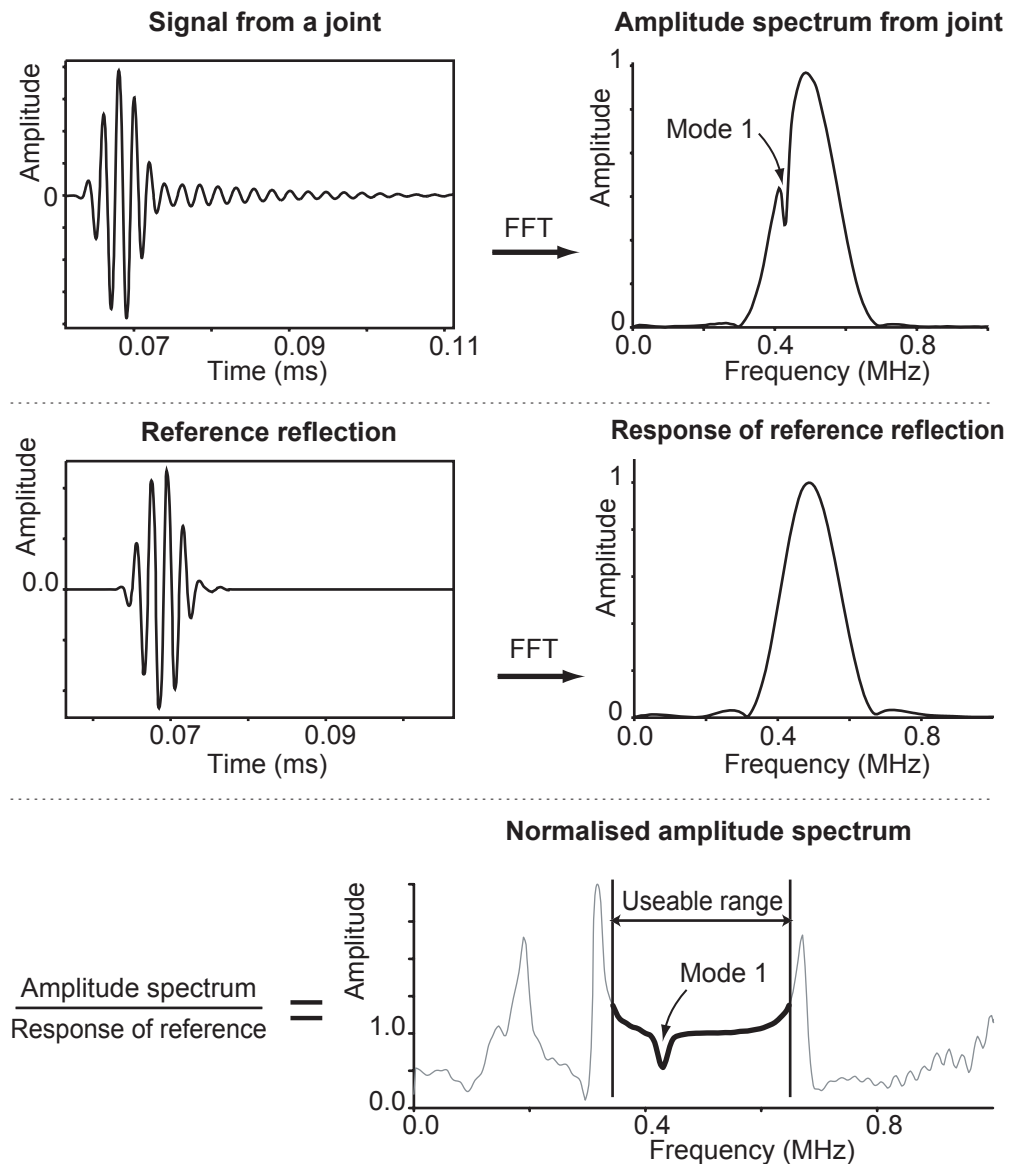 Signal from a joint
Amplitude spectrum from joint
Amplitude
0
0.07
0.09
0.11
Time (ms)
FFT
Amplitude
1
0
Mode 1
0.0
0.4
0.8
Frequency (MHz)
Reference reflection
Response of reference reflection
Amplitude
0.0
0.07
0.09
Time (ms)
FFT
Amplitude
1
0
0.0
0.4
0.8
Frequency (MHz)
Normalised amplitude spectrum
Amplitude spectrum
Response of reference
=
Amplitude
1.0
0.0
Useable range
Mode 1
0.0
0.4
0.8
Frequency (MHz)